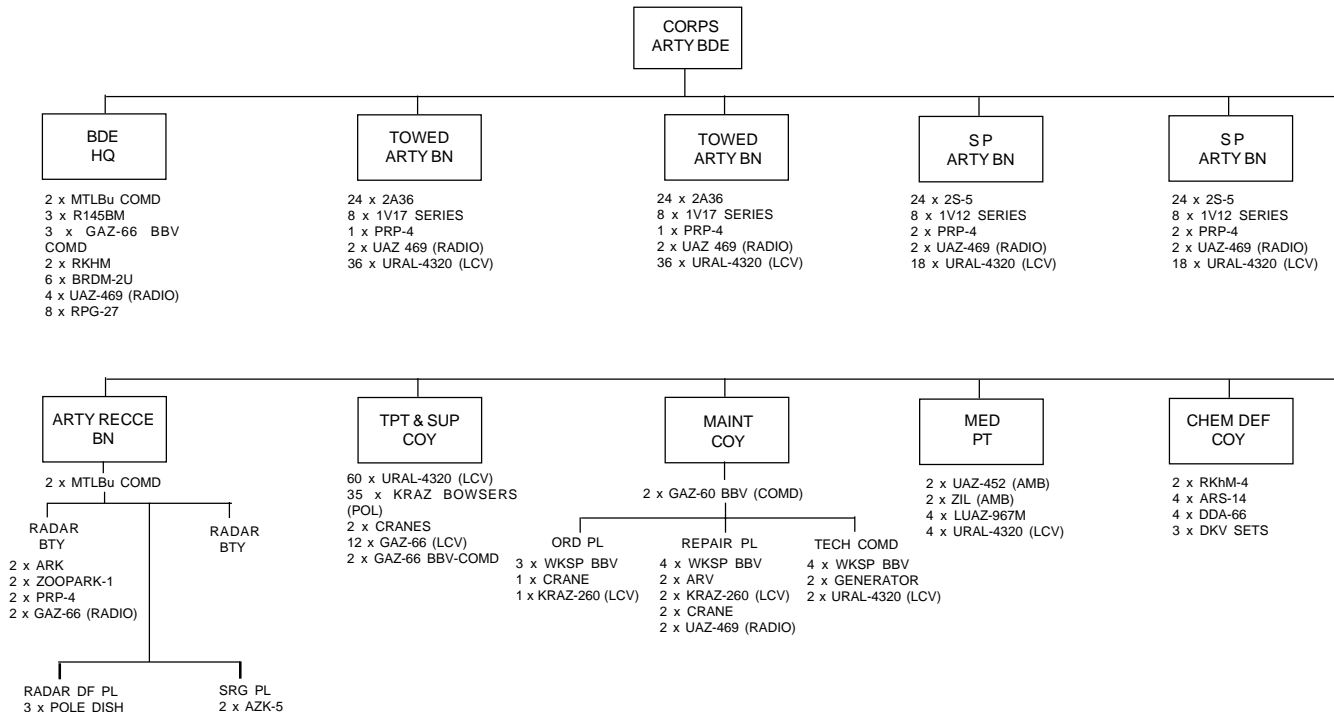 CORPS
ARTY BDE
BDE
HQ
2 x MTLBu COMD
3 x R145BM
3 x GAZ-66 BBV
COMD
2 x RKHM
6 x BRDM-2U
4 x UAZ-469 (RADIO)
8 x RPG-27
TOWED
ARTY BN
24 x 2A36
8 x 1V17 SERIES
1 x PRP-4
2 x UAZ 469 (RADIO)
36 x URAL-4320 (LCV)
TOWED
ARTY BN
24 x 2A36
8 x 1V17 SERIES
1 x PRP-4
2 x UAZ 469 (RADIO)
36 x URAL-4320 (LCV)
S P
ARTY BN
24 x 2S-5
8 x 1V12 SERIES
2 x PRP-4
2 x UAZ-469 (RADIO)
18 x URAL-4320 (LCV)
S P
ARTY BN
24 x 2S-5
8 x 1V12 SERIES
2 x PRP-4
2 x UAZ-469 (RADIO)
18 x URAL-4320 (LCV)
ARTY RECCE
BN
2 x MTLBu COMD
RADAR
BTY
2 x ARK
2 x ZOOPARK-1
2 x PRP-4
2 x GAZ-66 (RADIO)
RADAR
BTY
RADAR DF PL
3 x POLE DISH
SRG PL
2 x AZK-5
TPT & SUP
COY
60 x URAL-4320 (LCV)
35 x KRAZ BOWSERS
(POL)
2 x CRANES
12 x GAZ-66 (LCV)
2 x GAZ-66 BBV-COMD
MAINT
COY
2 x GAZ-60 BBV (COMD)
ORD PL
3 x WKSP BBV
1 x CRANE
1 x KRAZ-260 (LCV)
REPAIR PL
4 x WKSP BBV
2 x ARV
2 x KRAZ-260 (LCV)
2 x CRANE
2 x UAZ-469 (RADIO)
TECH COMD
4 x WKSP BBV
2 x GENERATOR
2 x URAL-4320 (LCV)
MED
PT
2 x UAZ-452 (AMB)
2 x ZIL (AMB)
4 x LUAZ-967M
4 x URAL-4320 (LCV)
CHEM DEF
COY
2 x RKhM-4
4 x ARS-14
4 x DDA-66
3 x DKV SETS